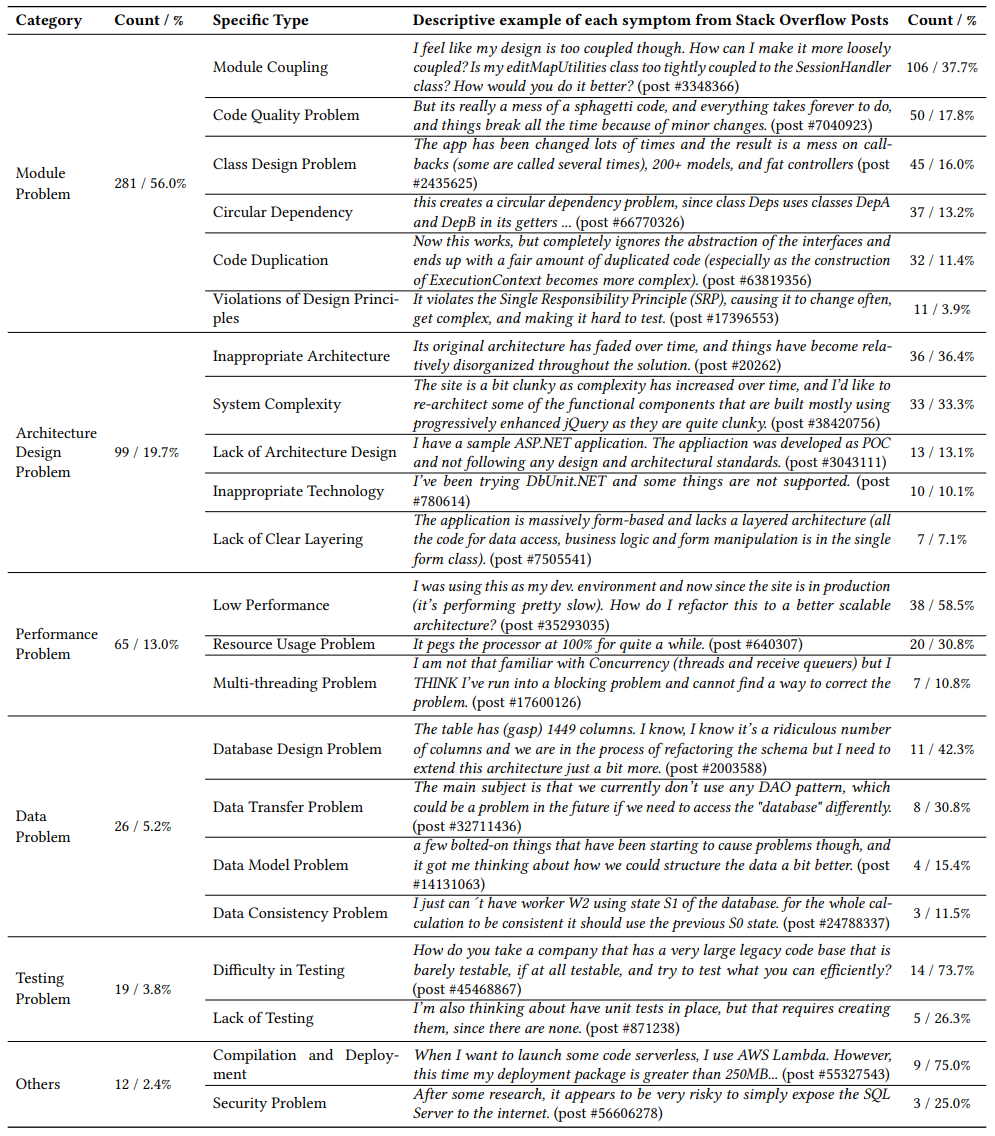 Category Count / % Specific Type Descriptive example of each symptom from Stack Overflow Posts Count / %
Module
Problem
281 / 56.0%
Module Coupling
I feel like my design is too coupled though. How can I make it more loosely
coupled? Is my editMapUtilities class too tightly coupled to the SessionHandler
class? How would you do it better? (post #3348366)
106 / 37.7%
Code Quality Problem
But its really a mess of a sphagetti code, and everything takes forever to do,
and things break all the time because of minor changes. (post #7040923)
50 / 17.8%
Class Design Problem
The app has been changed lots of times and the result is a mess on call-
backs (some are called several times), 200+ models, and fat controllers (post
#2435625)
45 / 16.0%
Circular Dependency
this creates a circular dependency problem, since class Deps uses classes DepA
and DepB in its getters ... (post #66770326)
37 / 13.2%
Code Duplication
Now this works, but completely ignores the abstraction of the interfaces and
ends up with a fair amount of duplicated code (especially as the construction
of ExecutionContext becomes more complex). (post #63819356)
32 / 11.4%
Violations of Design Princi-
ples
It violates the Single Responsibility Principle (SRP), causing it to change often,
get complex, and making it hard to test. (post #17396553)
11 / 3.9%
Architecture
Design
Problem
99 / 19.7%
Inappropriate Architecture
Its original architecture has faded over time, and things have become rela-
tively disorganized throughout the solution. (post #20262)
36 / 36.4%
System Complexity
The site is a bit clunky as complexity has increased over time, and I'd like to
re-architect some of the functional components that are built mostly using
progressively enhanced jQuery as they are quite clunky. (post #38420756)
33 / 33.3%
Lack of Architecture Design
I have a sample ASP.NET application. The appliaction was developed as POC
and not following any design and architectural standards. (post #3043111)
13 / 13.1%
Inappropriate Technology
I've been trying DbUnit.NET and some things are not supported. (post
#780614)
10 / 10.1%
Lack of Clear Layering
The application is massively form-based and lacks a layered architecture (all
the code for data access, business logic and form manipulation is in the single
form class). (post #7505541)
7 / 7.1%
Performance
Problem
65 / 13.0%
Low Performance
I was using this as my dev. environment and now since the site is in production
(it's performing pretty slow). How do I refactor this to a better scalable
architecture? (post #35293035)
38 / 58.5%
Resource Usage Problem
It pegs the processor at 100% for quite a while. (post #640307)
20 / 30.8%
Multi-threading Problem
I am not that familiar with Concurrency (threads and receive queuers) but I
THINK I've run into a blocking problem and cannot find a way to correct the
problem. (post #17600126)
7 / 10.8%
Data
Problem
26 / 5.2%
Database Design Problem
The table has (gasp) 1449 columns. I know, I know it's a ridiculous number
of columns and we are in the process of refactoring the schema but I need to
extend this architecture just a bit more. (post #2003588)
11 / 42.3%
Data Transfer Problem
The main subject is that we currently don't use any DAO pattern, which
could be a problem in the future if we need to access the "database" differently.
(post #32711436)
8 / 30.8%
Data Model Problem
a few bolted-on things that have been starting to cause problems though, and
it got me thinking about how we could structure the data a bit better. (post
#14131063)
4 / 15.4%
Data Consistency Problem
I just can´t have worker W2 using state S1 of the database. for the whole cal-
culation to be consistent it should use the previous S0 state. (post #24788337)
3 / 11.5%
Testing
Problem
19 / 3.8%
Difficulty in Testing
How do you take a company that has a very large legacy code base that is
barely testable, if at all testable, and try to test what you can efficiently?
(post #45468867)
14 / 73.7%
Lack of Testing
I'm also thinking about have unit tests in place, but that requires creating
them, since there are none. (post #871238)
5 / 26.3%
Others
12 / 2.4%
Compilation and Deploy-
ment
When I want to launch some code serverless, I use AWS Lambda. However,
this time my deployment package is greater than 250MB... (post #55327543)
9 / 75.0%
Security Problem
After some research, it appears to be very risky to simply expose the SQL
Server to the internet. (post #56606278)
3 / 25.0%